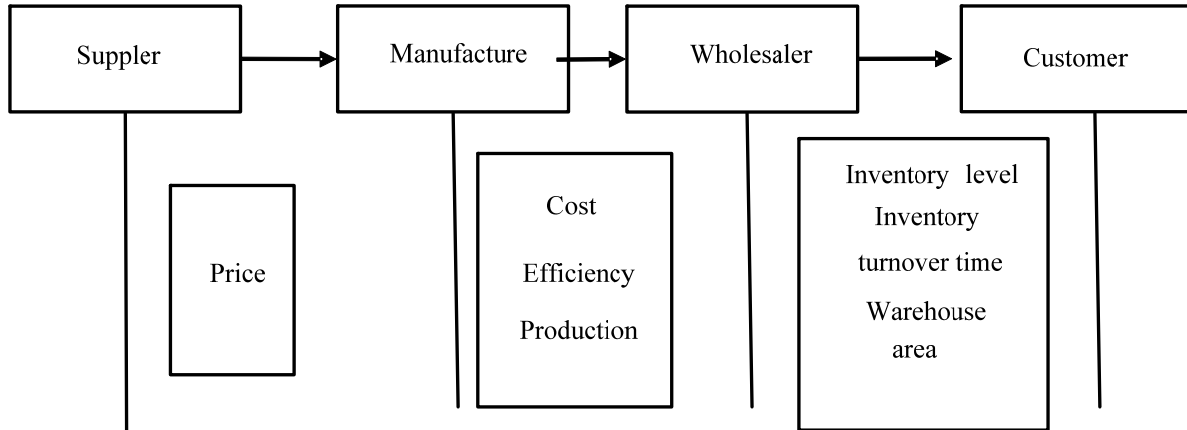 Suppler
Manufacture
Wholesaler
Customer
Price
Cost
Efficiency
Production
Inventory level
Inventory
turnover time
Warehouse
area